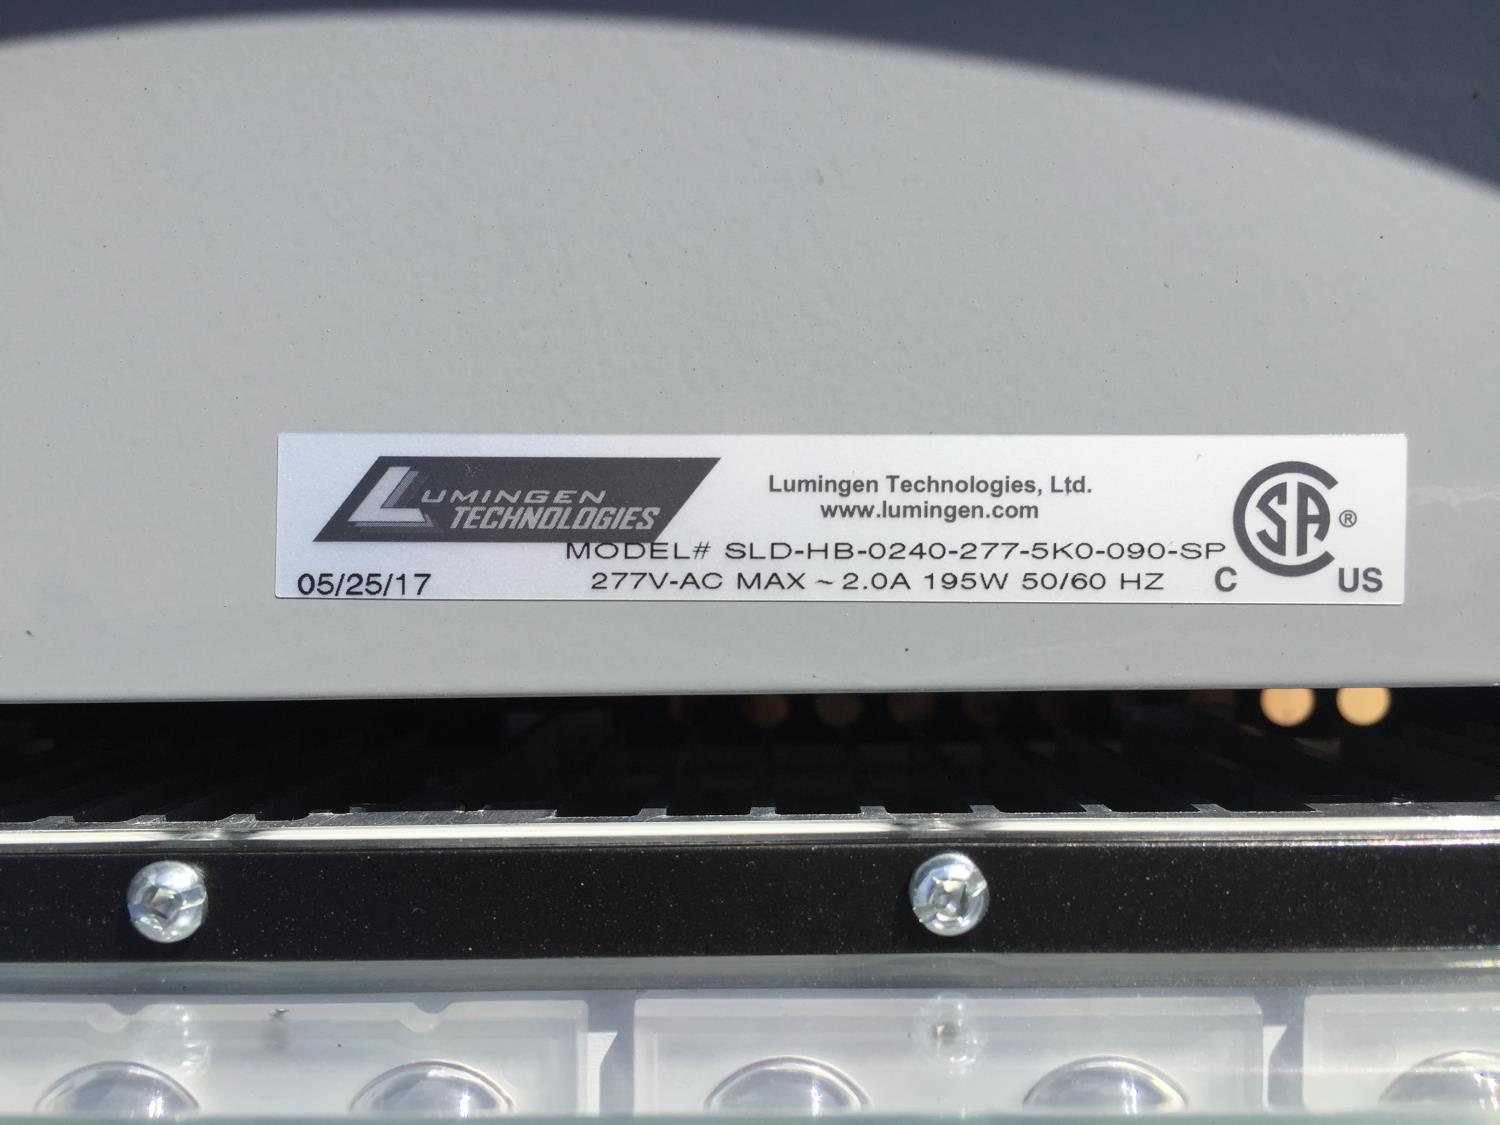 LUMINGEN
TECHNOLOGIES
Lumingen Technologies, Ltd.
www.lumingen.com
MODEL# SLD-HB-0240-277-5K0-090-SP
05/25/17
277V-AC MAX ~ 2.0A 195W 50/60 HZ
SA ®
C US